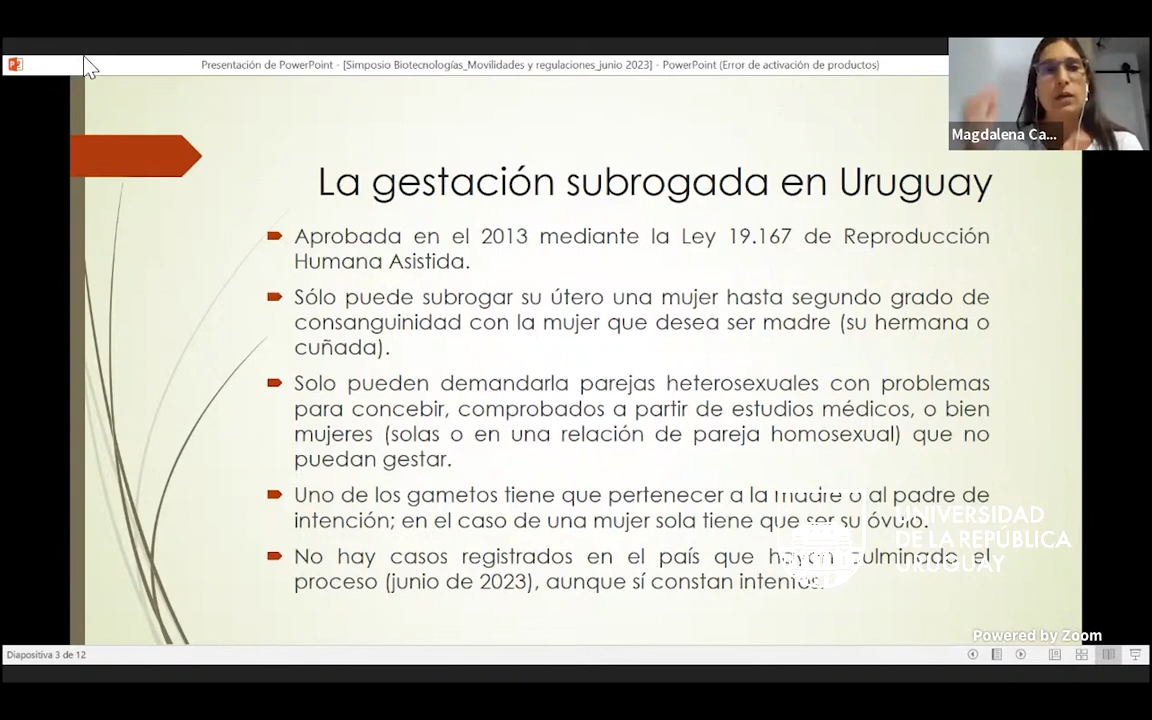 Presentación de PowerPoint - [Simposio Biotecnologías_Movilidades y regulaciones_junio 2023] - PowerPoint (Error de activación de productos)
Magdalena Ca...
La gestación subrogada en Uruguay
Aprobada en el 2013 mediante la Ley 19.167 de Reproducción
Humana Asistida.
Sólo puede subrogar su útero una mujer hasta segundo grado de
consanguinidad con la mujer que desea ser madre (su hermana o
cuñada).
Solo pueden demandarla parejas heterosexuales con problemas
para concebir, comprobados a partir de estudios médicos, o bien
mujeres (solas o en una relación de pareja homosexual) que no
puedan gestar.
Uno de los gametos tiene que pertenecer a la madre o al padre de
intención; en el caso de una mujer sola tiene que ser su óvulo.
No hay casos registrados en el país que culminado el
proceso (junio de 2023), aunque sí constan intentos.
UNIVERSIDAD
DE LA REPÚBLICA
URUGUAY
Powered by Zoom
Diapositiva 3 de 12